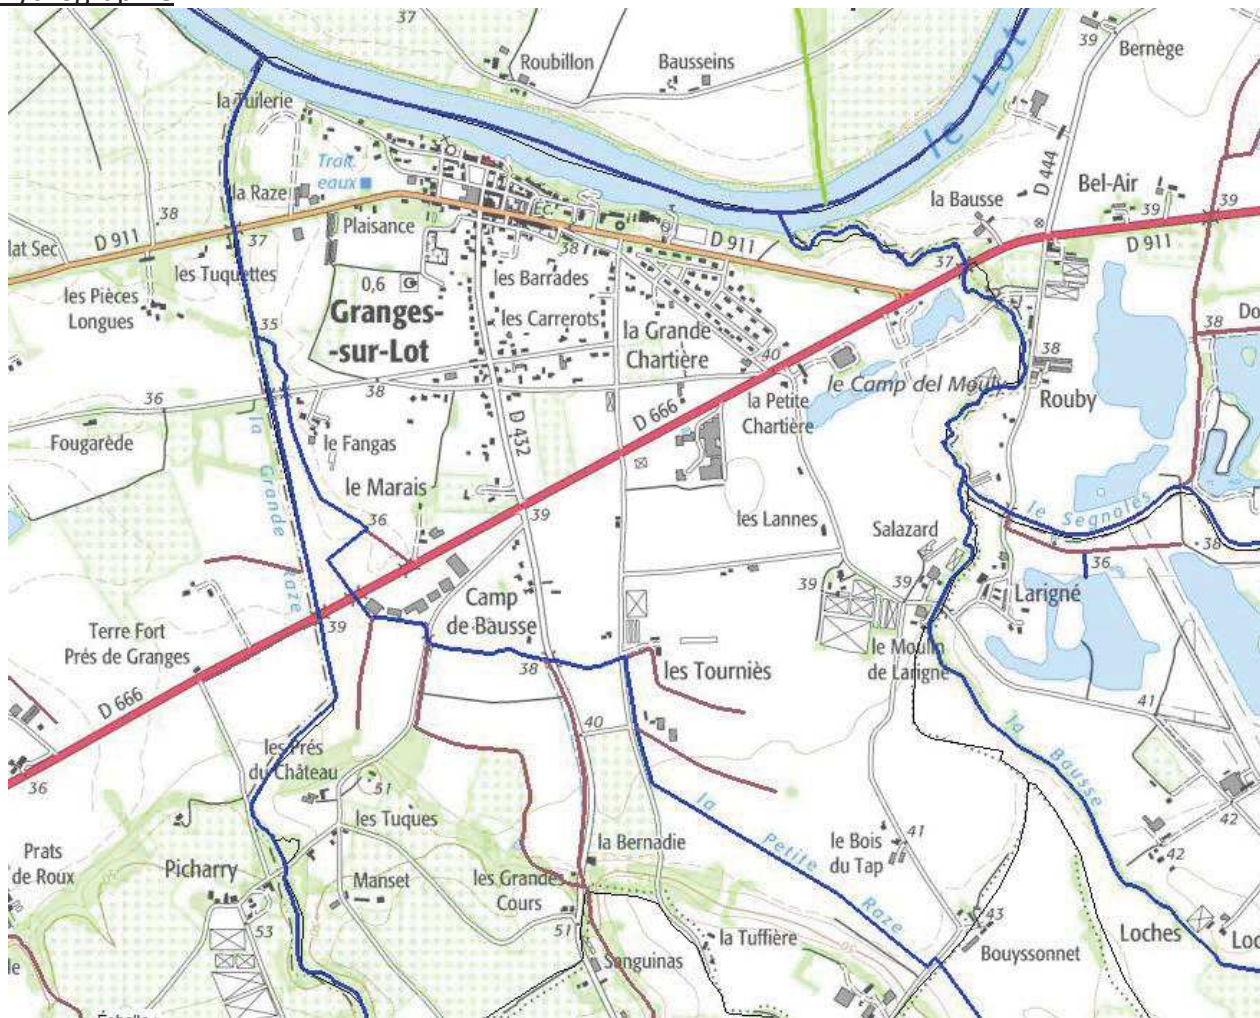 37
Roubillon
Bausseins
39
Bernège
le Lot
la Tuilerie
Trait.
eaux
D 444
la Raze
la Bausse
Bel-Air
38
Plaisance
Éc.
39
39
lat Sec
D 911
37
38
D 911
D 911
les Tuquettes
les Barrades
37
0,6
les Pièces
Longues
Granges-
-sur-Lot
les Carrerots
la Grande
Chartière
35
38
Do
40
38
36
38
D 432
D 666
la Petite
Chartière
Rouby
Fougarède
la Grande Raze
le Fangas
le Marais
36
39
les Lannes
le Segnoles
Salazard
38
36
39
39
Larigné
Camp
de Bausse
Terre Fort
Prés de Granges
39
le Moulin
de Larigné
38
les Tourniès
D 666
41
40
la Bausse
les Prés
du Château
36
51
les Tuques
la Petite Raze
42
Prats
de Roux
Picharry
Manset
la Bernadie
le Bois
du Tap
41
42
les Grandes
Cours
53
51
la Tuffière
43
Bouyssonnet
Loches
Loc
Sanguinas
le